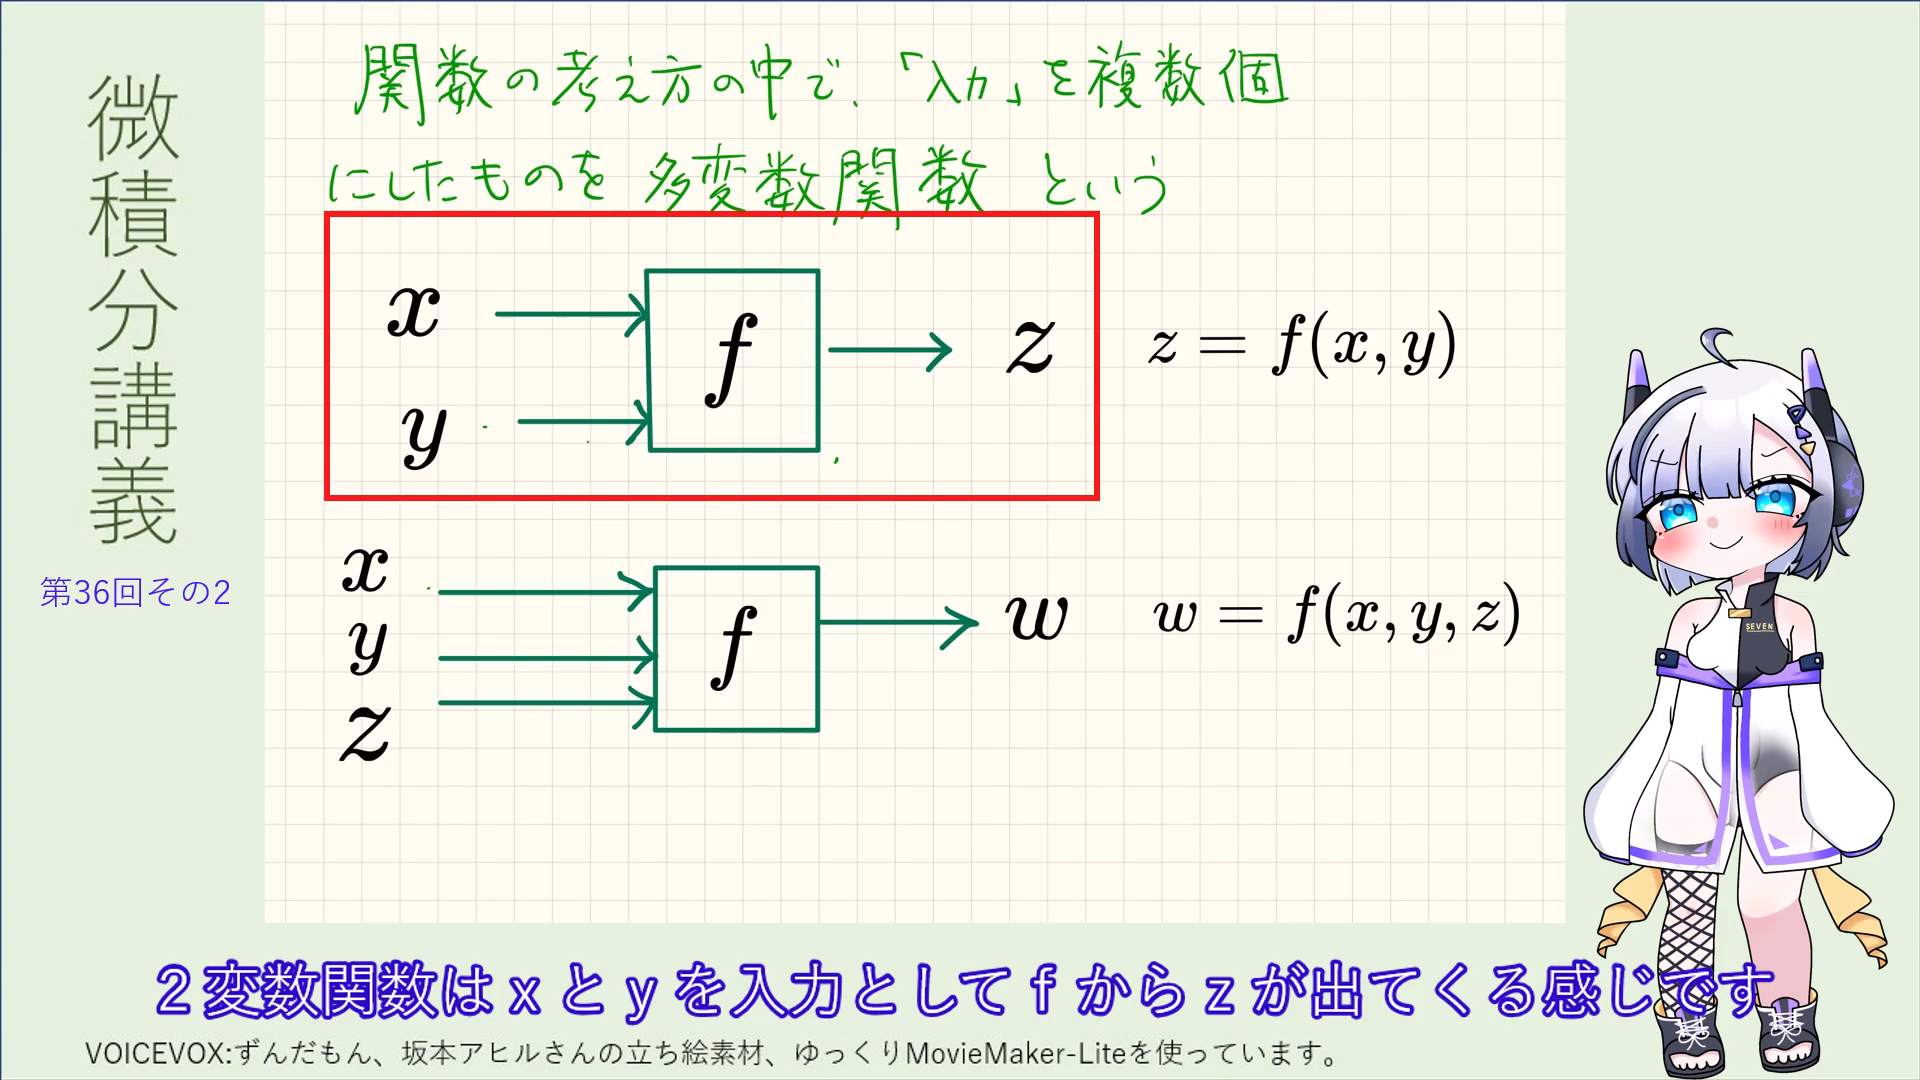 微積分講義
第36回その2
関数の考え方の中で、「入力」を複数個
にしたものを 多変数関数 という
x
y
f
z
z = f(x, y)
x
y
z
f
w
w = f(x, y, z)
SEVEN
２変数関数はｘとｙを入力としてｆからｚが出てくる感じです
VOICEVOX:ずんだもん、坂本アヒルさんの立ち絵素材、ゆっくりMovieMaker-Liteを使っています。